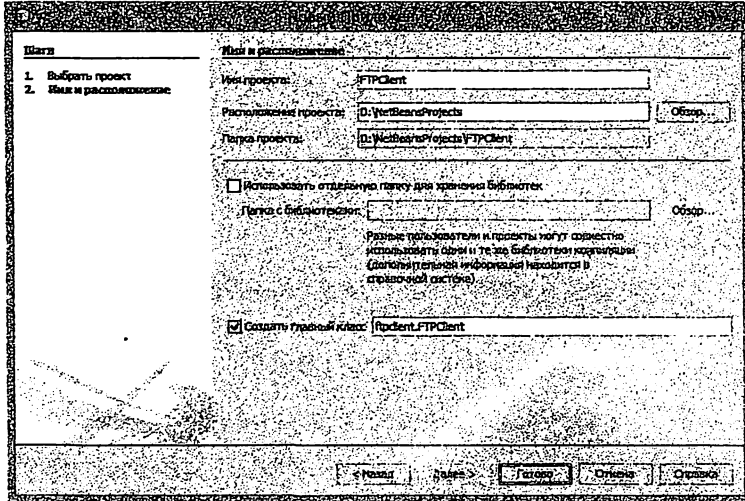 Шаги
1. Выбрать проект
2. Имя и расположение
Имя и расположение
Имя проекта: FTPClient
Расположение проекта: D:\NetBeansProjects Обзор...
Папка проекта: D:\NetBeansProjects\FTPClient
Использовать отдельную папку для хранения библиотек
Папка с библиотеками: Обзор...
Разные пользователи и проекты могут совместно
использовать одни и те же библиотеки компиляции
(дополнительная информация находится в
справочной системе).
Создать главный класс ftpclient.FTPClient
< Назад Далее > Готово Отмена Справка